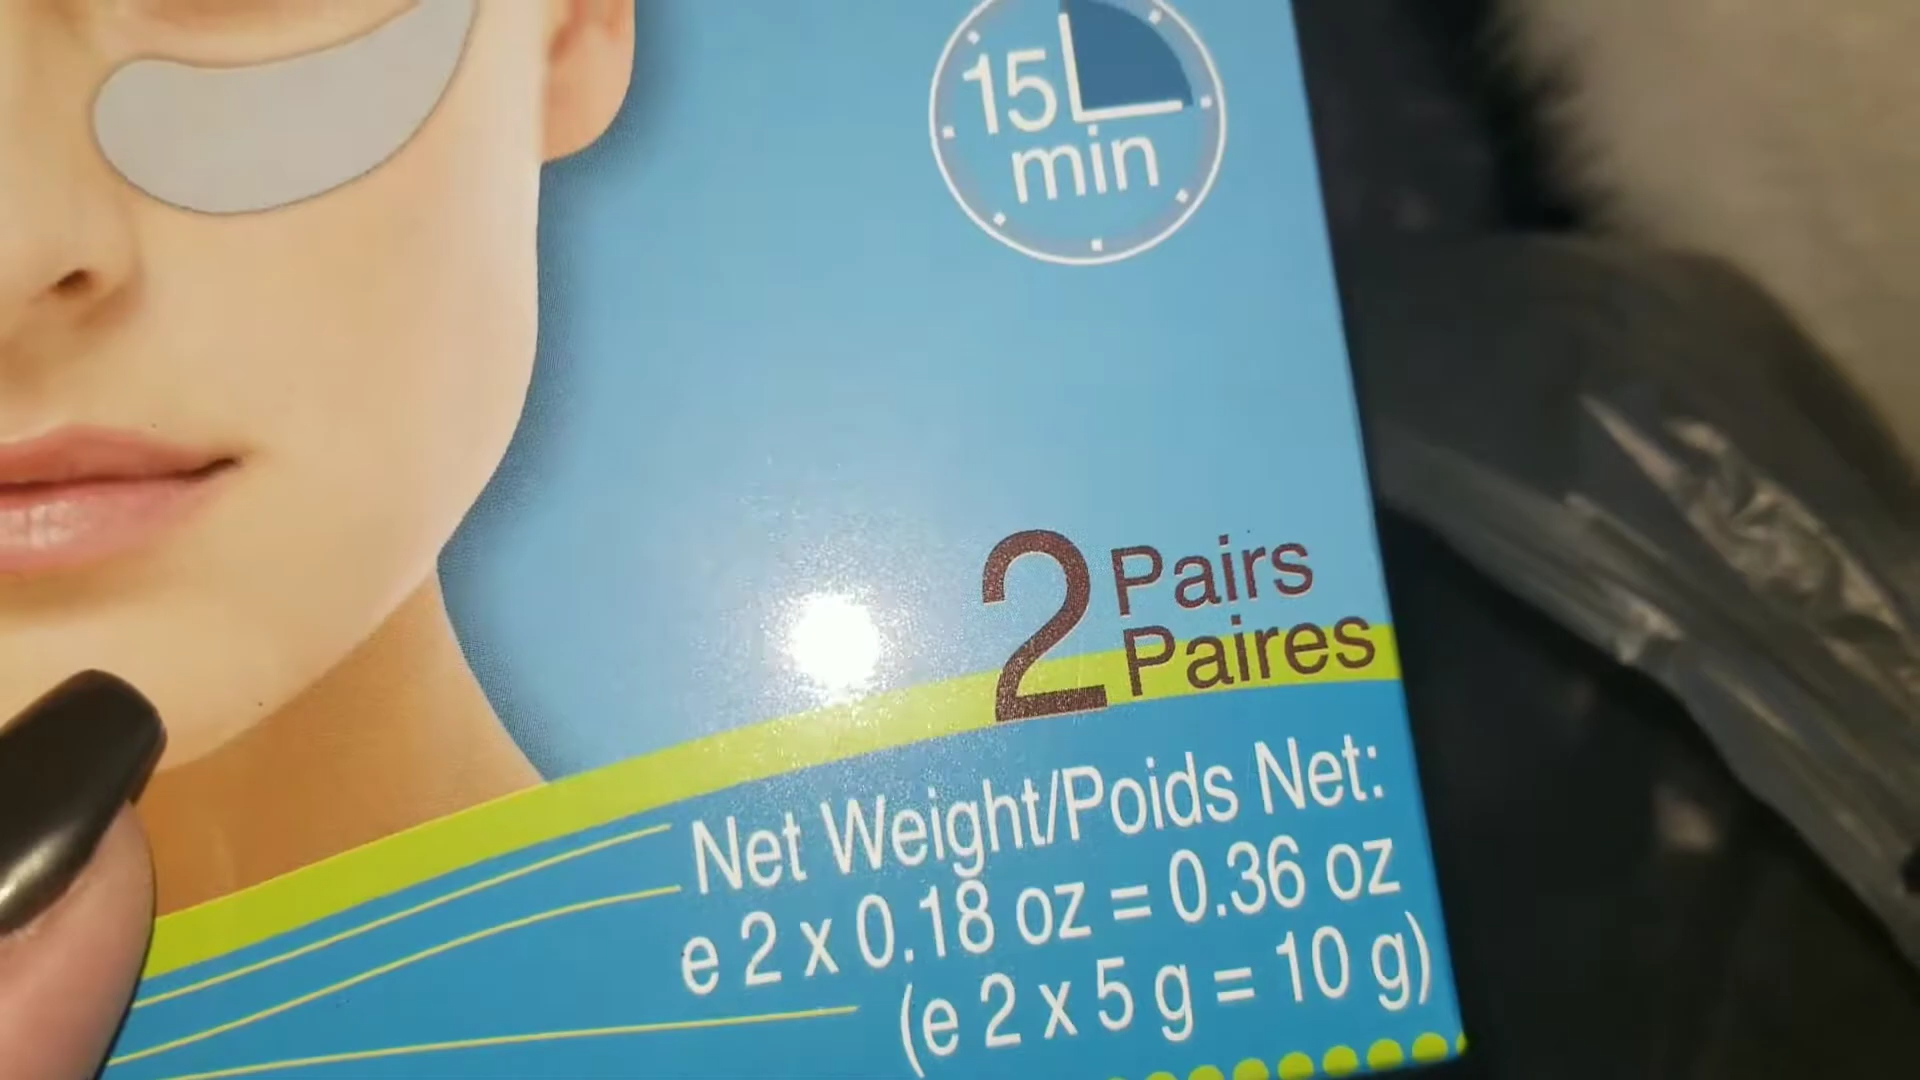 15
min
2 Pairs
Paires
Net Weight/Poids Net:
e 2 x 0.18 oz = 0.36 oz
(e 2 x 5 g = 10 g)